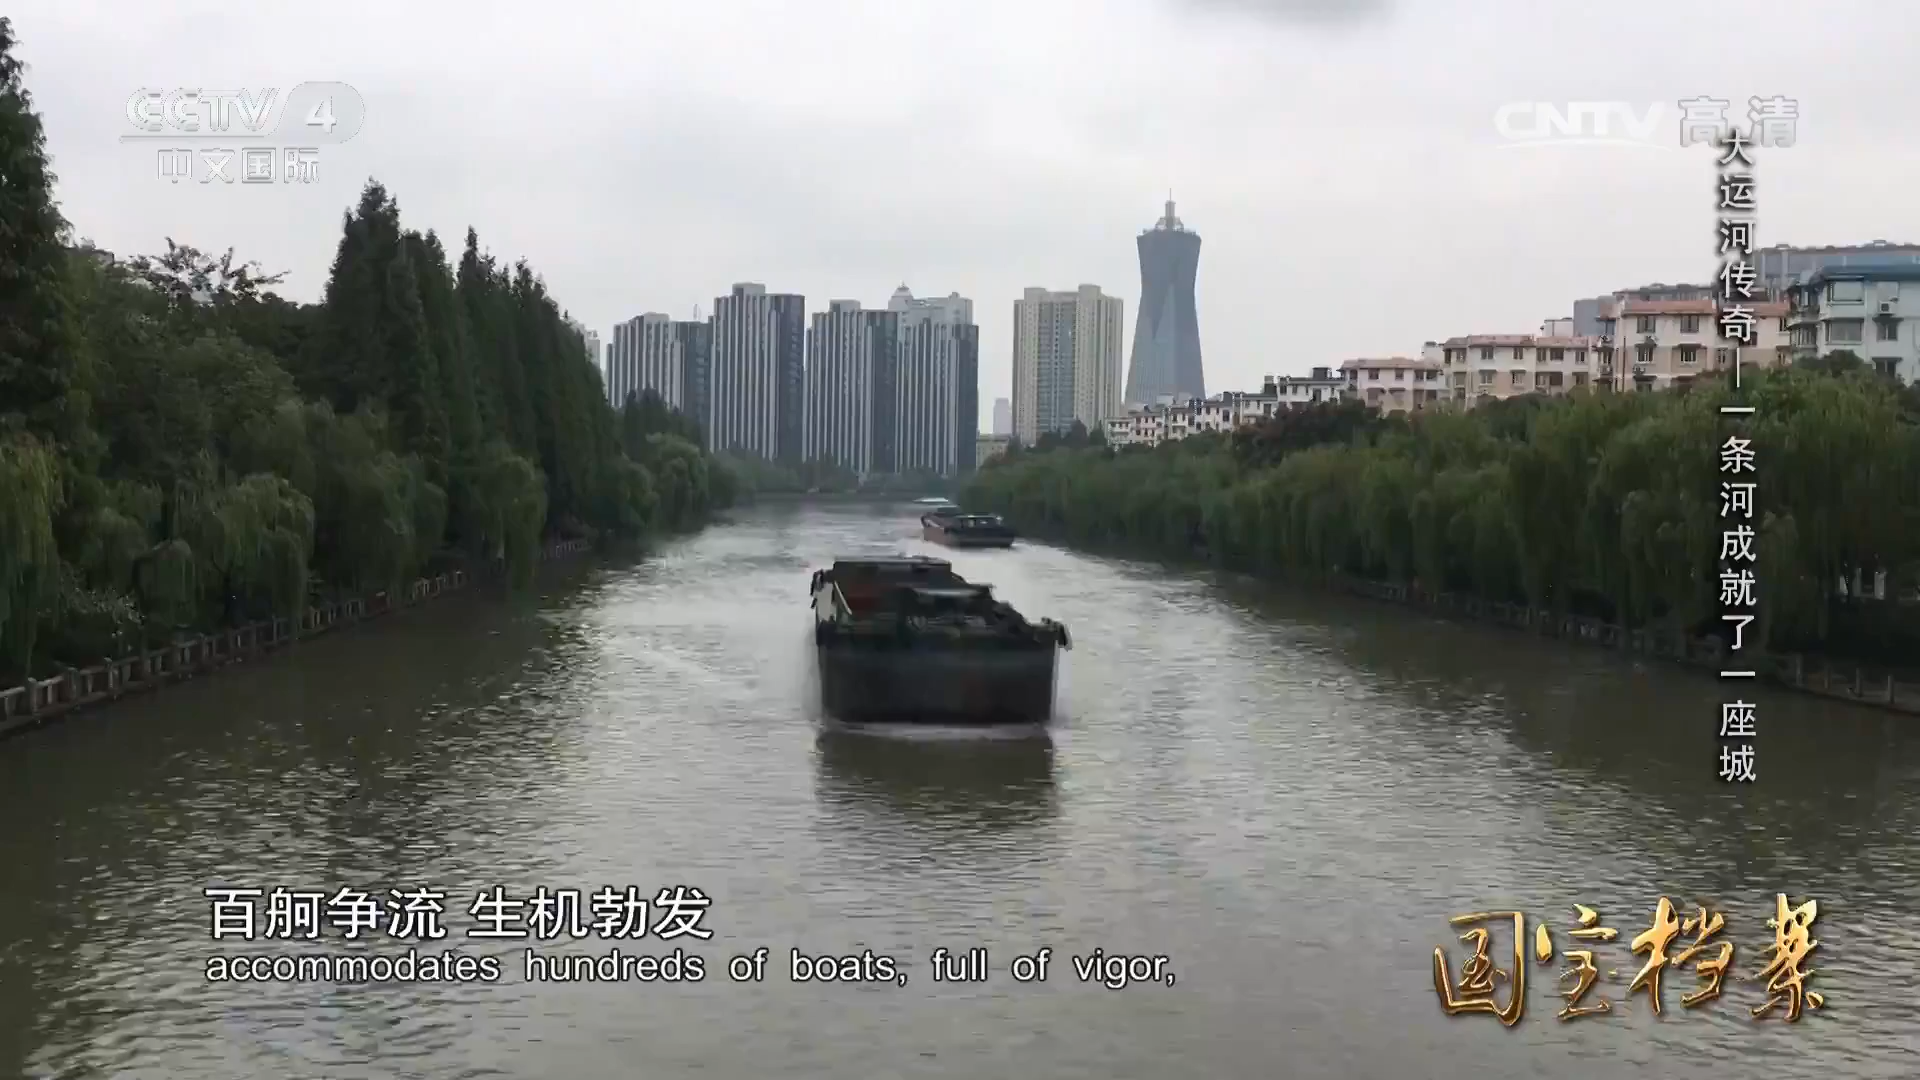 CCTV 4
中文国际
CNTV 高清
大运河传奱——一条河成就了一座城
百舸争流 生机勃发
accommodates hundreds of boats, full of vigor,
国宝档案